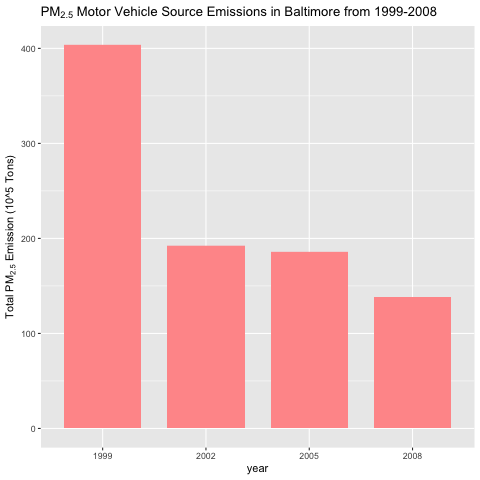 PM2.5 Motor Vehicle Source Emissions in Baltimore from 1999-2008
Total PM2.5 Emission (10^5 Tons)
400
300
200
100
0
1999 2002 2005 2008
year